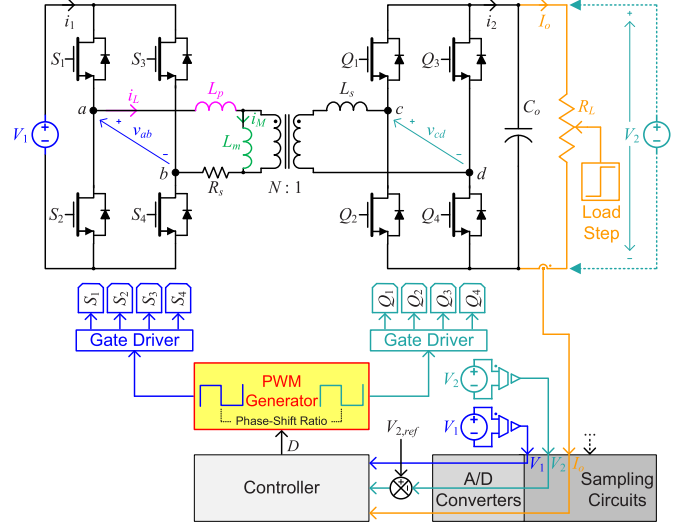 i1 i2 Io V2
S1 S3 Q1 Q3
Lp Ls
a iL iM c Co RL
V1 + vab - Lm + vcd - + V2 -
b Rs N : 1 d
S2 S4 Q2 Q4
Load
Step
S1 S2 S3 S4 Q1 Q2 Q3 Q4
Gate Driver Gate Driver
PWM
Generator
Phase-Shift Ratio
V2
V1
D V2,ref
V1 V2 Io
Controller
A/D
Converters
Sampling
Circuits